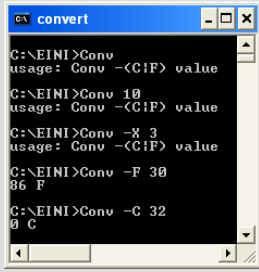 convert
C:\EINI>Conv
usage: Conv -(C|F) value
C:\EINI>Conv 10
usage: Conv -(C|F) value
C:\EINI>Conv -X 3
usage: Conv -(C|F) value
C:\EINI>Conv -F 30
86 F
C:\EINI>Conv -C 32
0 C